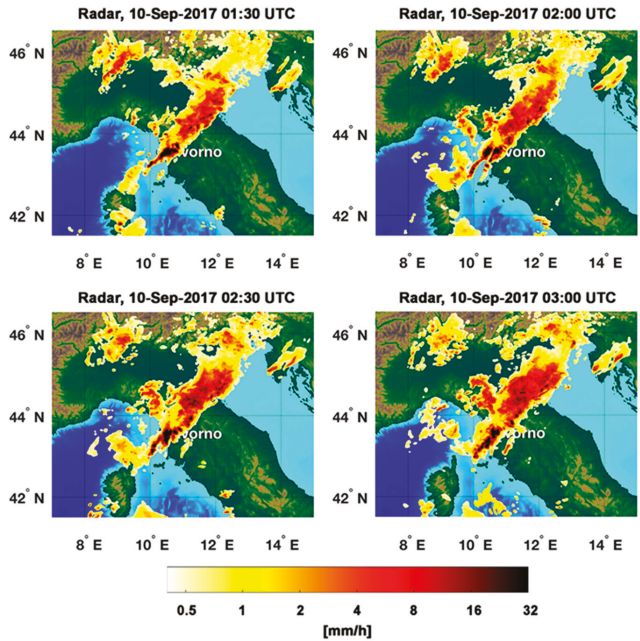 Radar, 10-Sep-2017 01:30 UTC
Radar, 10-Sep-2017 02:00 UTC
46° N
44° N
42° N
vorno
8° E
10° E
12° E
14° E
46° N
44° N
42° N
vorno
8° E
10° E
12° E
14° E
Radar, 10-Sep-2017 02:30 UTC
Radar, 10-Sep-2017 03:00 UTC
46° N
44° N
42° N
vorno
8° E
10° E
12° E
14° E
46° N
44° N
42° N
vorno
8° E
10° E
12° E
14° E
0.5 1 2 4 8 16 32
[mm/h]